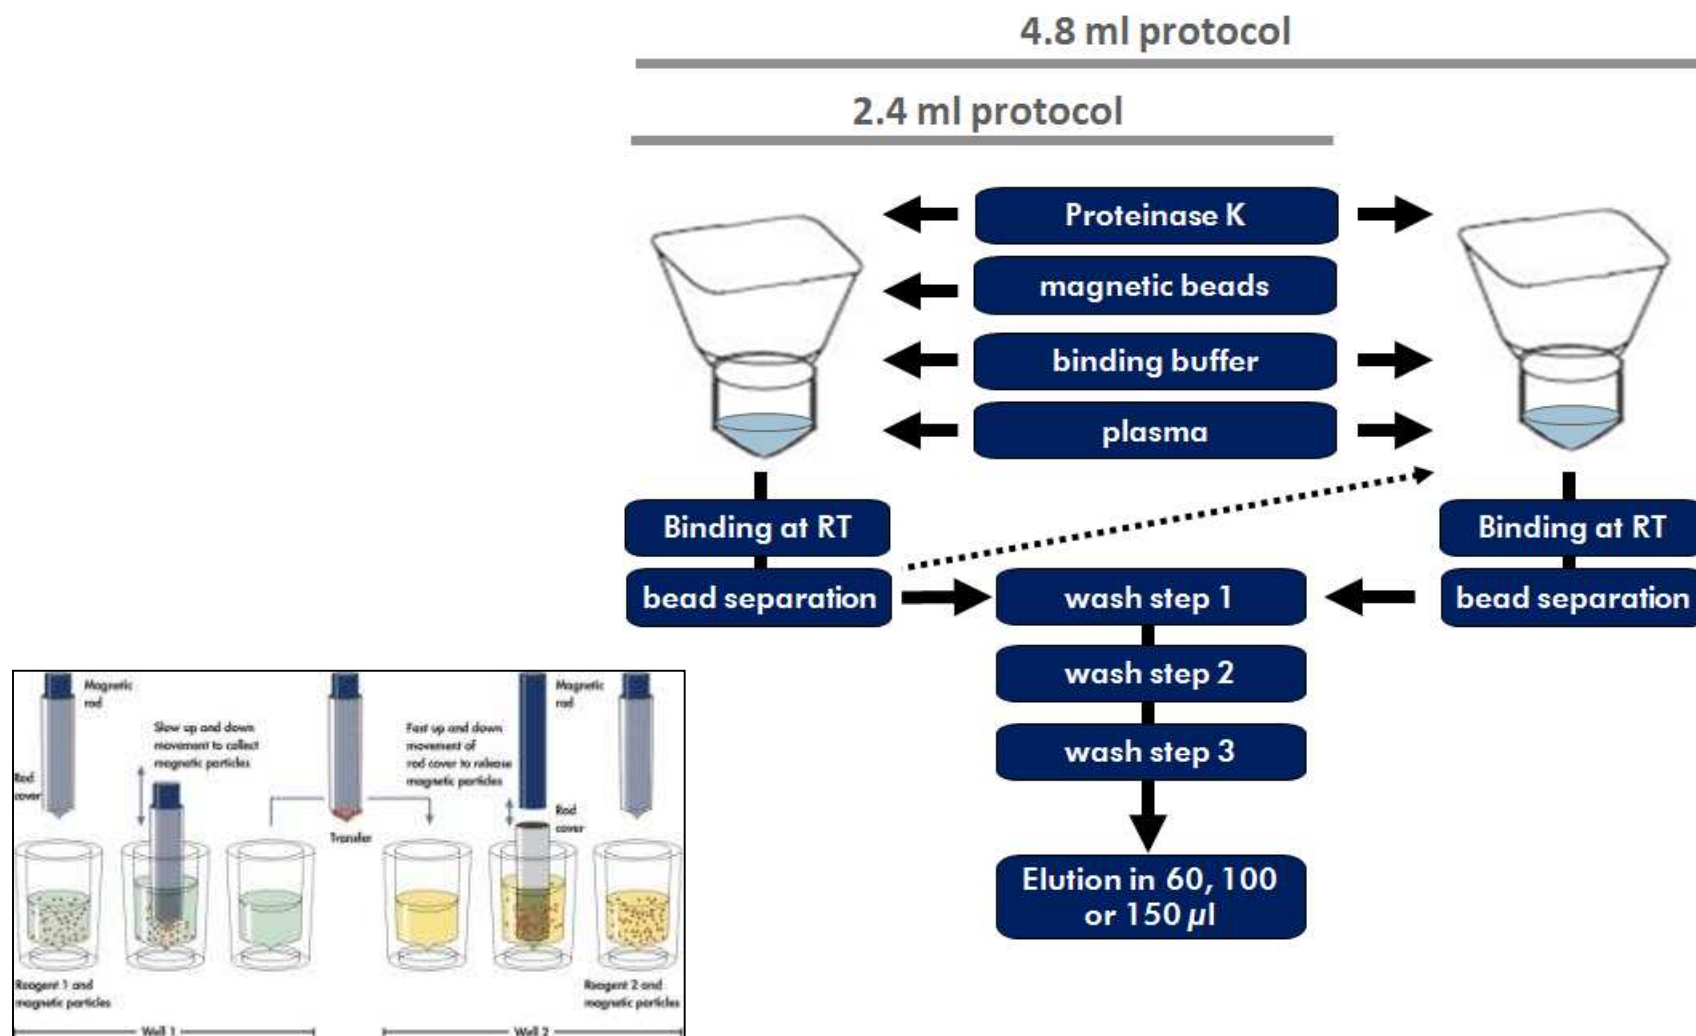 4.8 ml protocol
2.4 ml protocol
Proteinase K
magnetic beads
binding buffer
plasma
Binding at RT
Binding at RT
bead separation
wash step 1
bead separation
wash step 2
wash step 3
Elution in 60, 100
or 150 µl
Magnetic
rod
Slow up and down
movement to collect
magnetic particles
Rod
cover
Transfer
Fast up and down
movement of
rod cover to release
magnetic particles
Magnetic
rod
Rod
cover
Reagent 1 and
magnetic particles
Reagent 2 and
magnetic particles
Well 1
Well 2